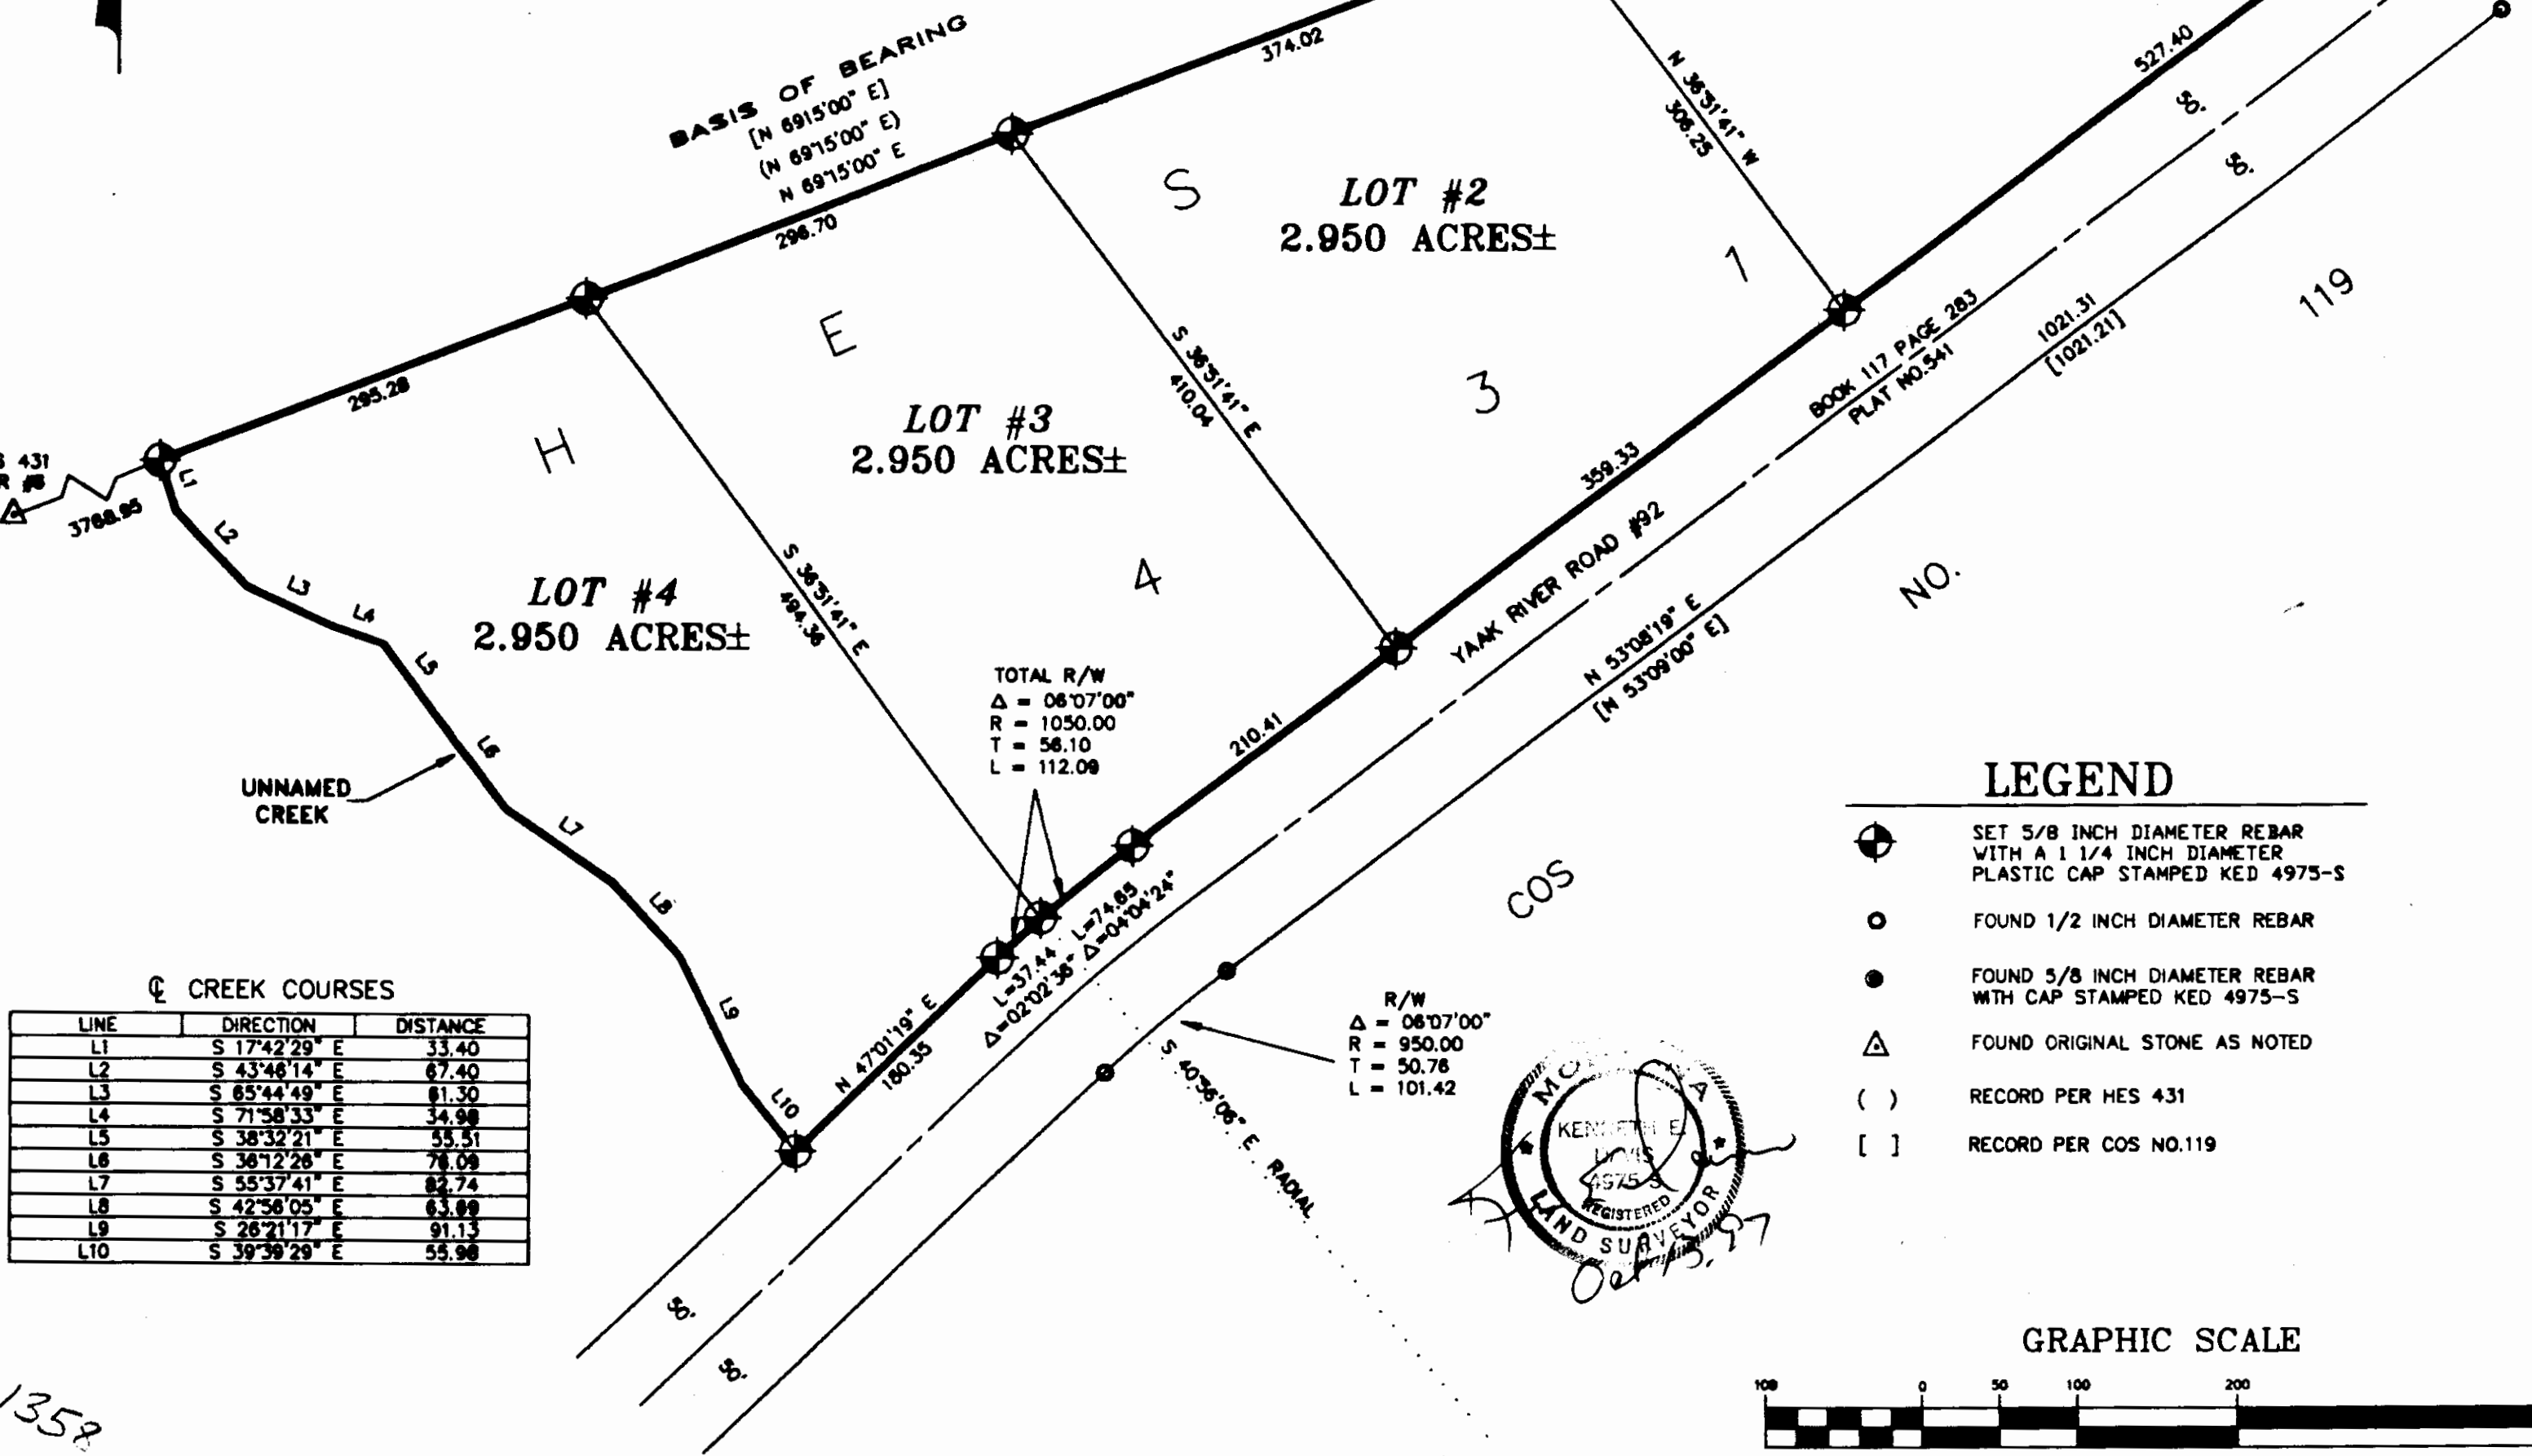 BASIS OF BEARING
[N 69°15'00" E]
(N 69°15'00" E)
N 69°15'00" E
296.70
374.02
N 36°51'41" W
306.25
527.40
50.
50.
S
LOT #2
2.950 ACRES±
1
3
119
E
LOT #3
2.950 ACRES±
4
S 36°51'41" E
410.04
359.33
BOOK 117 PAGE 283
PLAT NO.541
1021.31
[1021.21]
295.28
431
3768.95
H
LOT #4
2.950 ACRES±
S 36°51'41" E
494.36
L1
L2
L3
L4
L5
L6
L7
L8
L9
L10
UNNAMED
CREEK
TOTAL R/W
Δ = 06°07'00"
R = 1050.00
T = 56.10
L = 112.09
210.41
YAAK RIVER ROAD #92
N 53°08'19" E
[N 53°09'00" E]
NO.
COS
L=37.44 L=74.65
Δ=02°02'36" Δ=04°04'24"
N 47°01'19" E
180.35
50.
50.
S 40°56'06" E RADIAL
R/W
Δ = 06°07'00"
R = 950.00
T = 50.76
L = 101.42
℄ CREEK COURSES
LINE DIRECTION DISTANCE
L1 S 17°42'29" E 33.40
L2 S 43°46'14" E 67.40
L3 S 65°44'49" E 61.30
L4 S 71°58'33" E 34.98
L5 S 38°32'21" E 55.51
L6 S 36°12'26" E 76.09
L7 S 55°37'41" E 82.74
L8 S 42°56'05" E 63.69
L9 S 26°21'17" E 91.13
L10 S 39°39'29" E 55.98
LEGEND
SET 5/8 INCH DIAMETER REBAR
WITH A 1 1/4 INCH DIAMETER
PLASTIC CAP STAMPED KED 4975-S
FOUND 1/2 INCH DIAMETER REBAR
FOUND 5/8 INCH DIAMETER REBAR
WITH CAP STAMPED KED 4975-S
FOUND ORIGINAL STONE AS NOTED
( ) RECORD PER HES 431
[ ] RECORD PER COS NO.119
KENNETH E.
4975 S
REGISTERED
LAND SURVEYOR
Oct 13, 97
GRAPHIC SCALE
100 0 50 100 200
1358